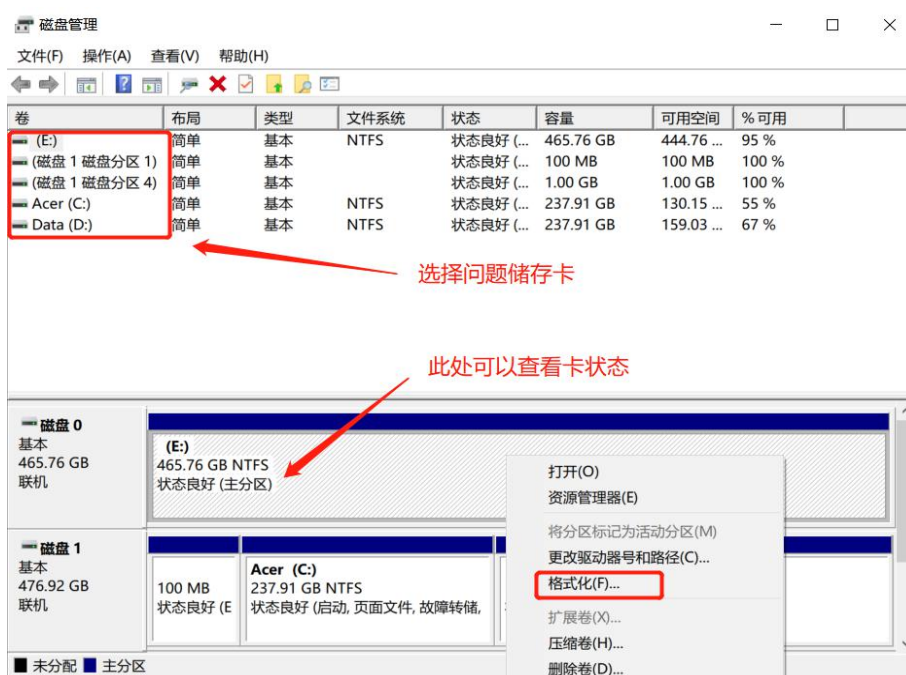 磁盘管理
文件(F) 操作(A) 查看(V) 帮助(H)
卷 布局 类型 文件系统 状态 容量 可用空间 % 可用
(E:) 简单 基本 NTFS 状态良好 (... 465.76 GB 444.76 ... 95 %
(磁盘 1 磁盘分区 1) 简单 基本 状态良好 (... 100 MB 100 MB 100 %
(磁盘 1 磁盘分区 4) 简单 基本 状态良好 (... 1.00 GB 1.00 GB 100 %
Acer (C:) 简单 基本 NTFS 状态良好 (... 237.91 GB 130.15 ... 55 %
Data (D:) 简单 基本 NTFS 状态良好 (... 237.91 GB 159.03 ... 67 %
选择问题储存卡
此处可以查看卡状态
磁盘 0
基本
465.76 GB
联机
(E:)
465.76 GB NTFS
状态良好 (主分区)
打开(O)
资源管理器(E)
将分区标记为活动分区(M)
更改驱动器号和路径(C)...
格式化(F)...
扩展卷(X)...
压缩卷(H)...
删除卷(D)...
磁盘 1
基本
476.92 GB
联机
100 MB
状态良好 (E
Acer (C:)
237.91 GB NTFS
状态良好 (启动, 页面文件, 故障转储,
未分配 主分区